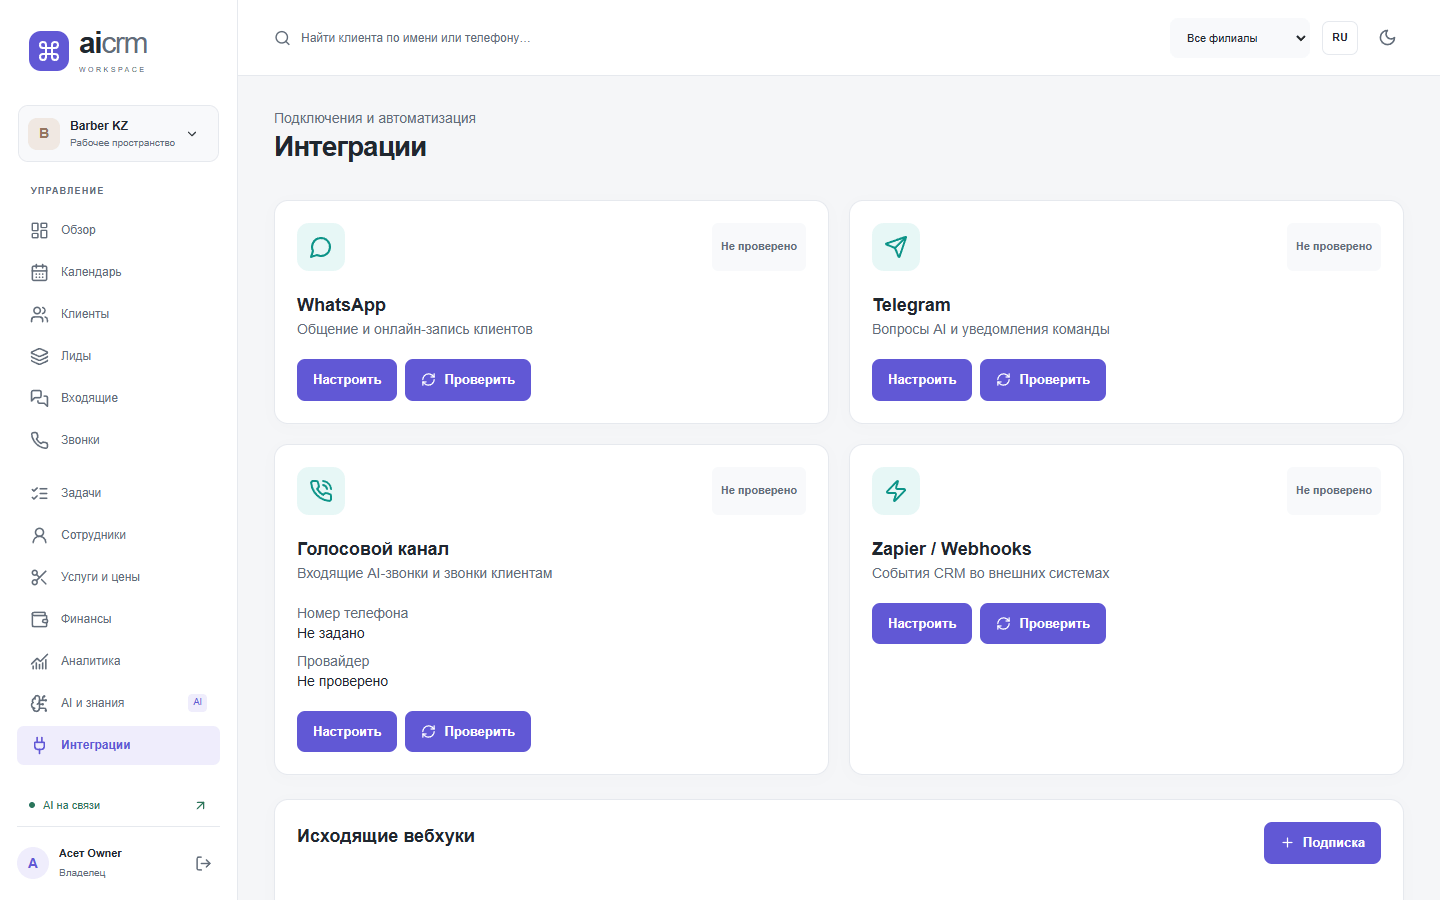 aicrm
WORKSPACE
B
Barber KZ
Рабочее пространство
УПРАВЛЕНИЕ
Обзор
Календарь
Клиенты
Лиды
Входящие
Звонки
Задачи
Сотрудники
Услуги и цены
Финансы
Аналитика
AI и знания
AI
Интеграции
AI на связи
A
Асет Owner
Владелец
Найти клиента по имени или телефону...
Все филиалы
RU
Подключения и автоматизация
Интеграции
Не проверено
WhatsApp
Общение и онлайн-запись клиентов
Настроить
Проверить
Не проверено
Telegram
Вопросы AI и уведомления команды
Настроить
Проверить
Не проверено
Голосовой канал
Входящие AI-звонки и звонки клиентам
Номер телефона
Не задано
Провайдер
Не проверено
Настроить
Проверить
Не проверено
Zapier / Webhooks
События CRM во внешних системах
Настроить
Проверить
Исходящие вебхуки
Подписка